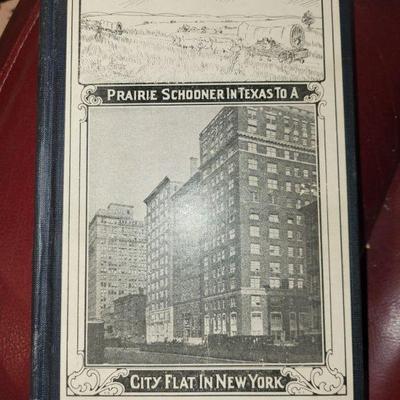 PRAIRIE SCHOONER IN TEXAS TO A
CITY FLAT IN NEW YORK